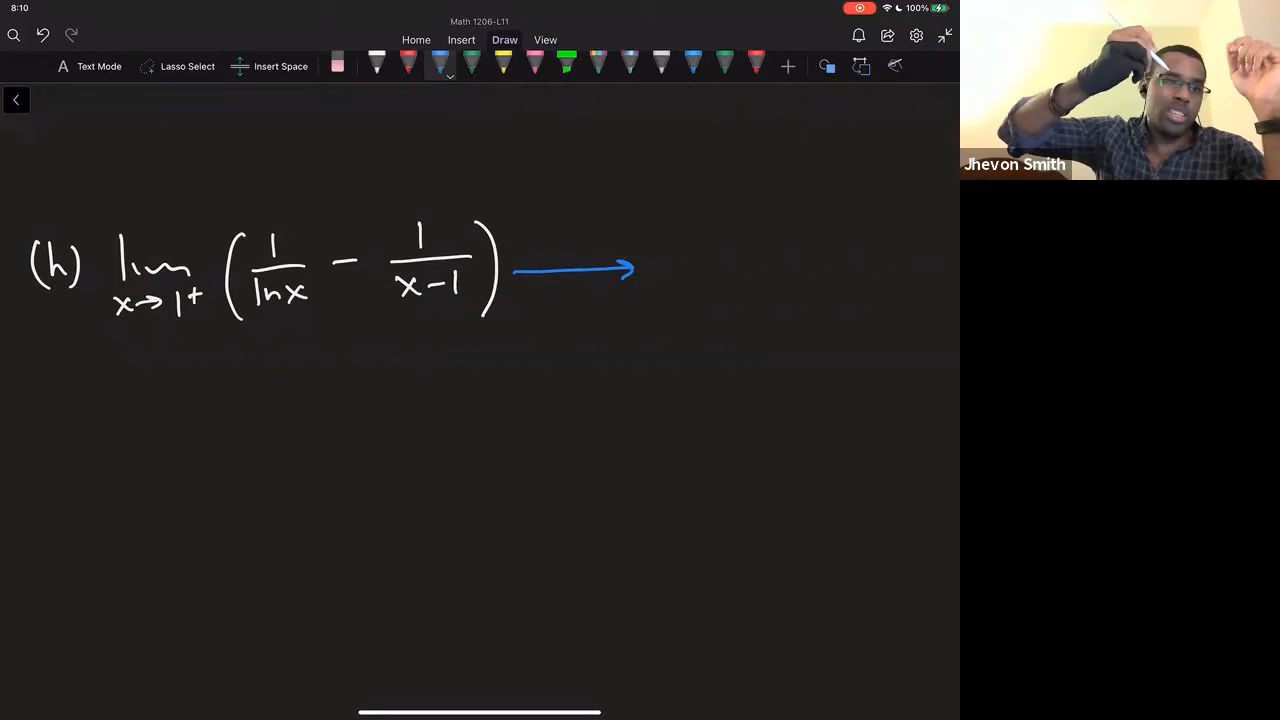 8:10
100%
Math 1206-L11
Home Insert Draw View
Text Mode Lasso Select Insert Space
Jhevon Smith
(h) lim x→1⁺ (1/ln x − 1/(x−1)) →